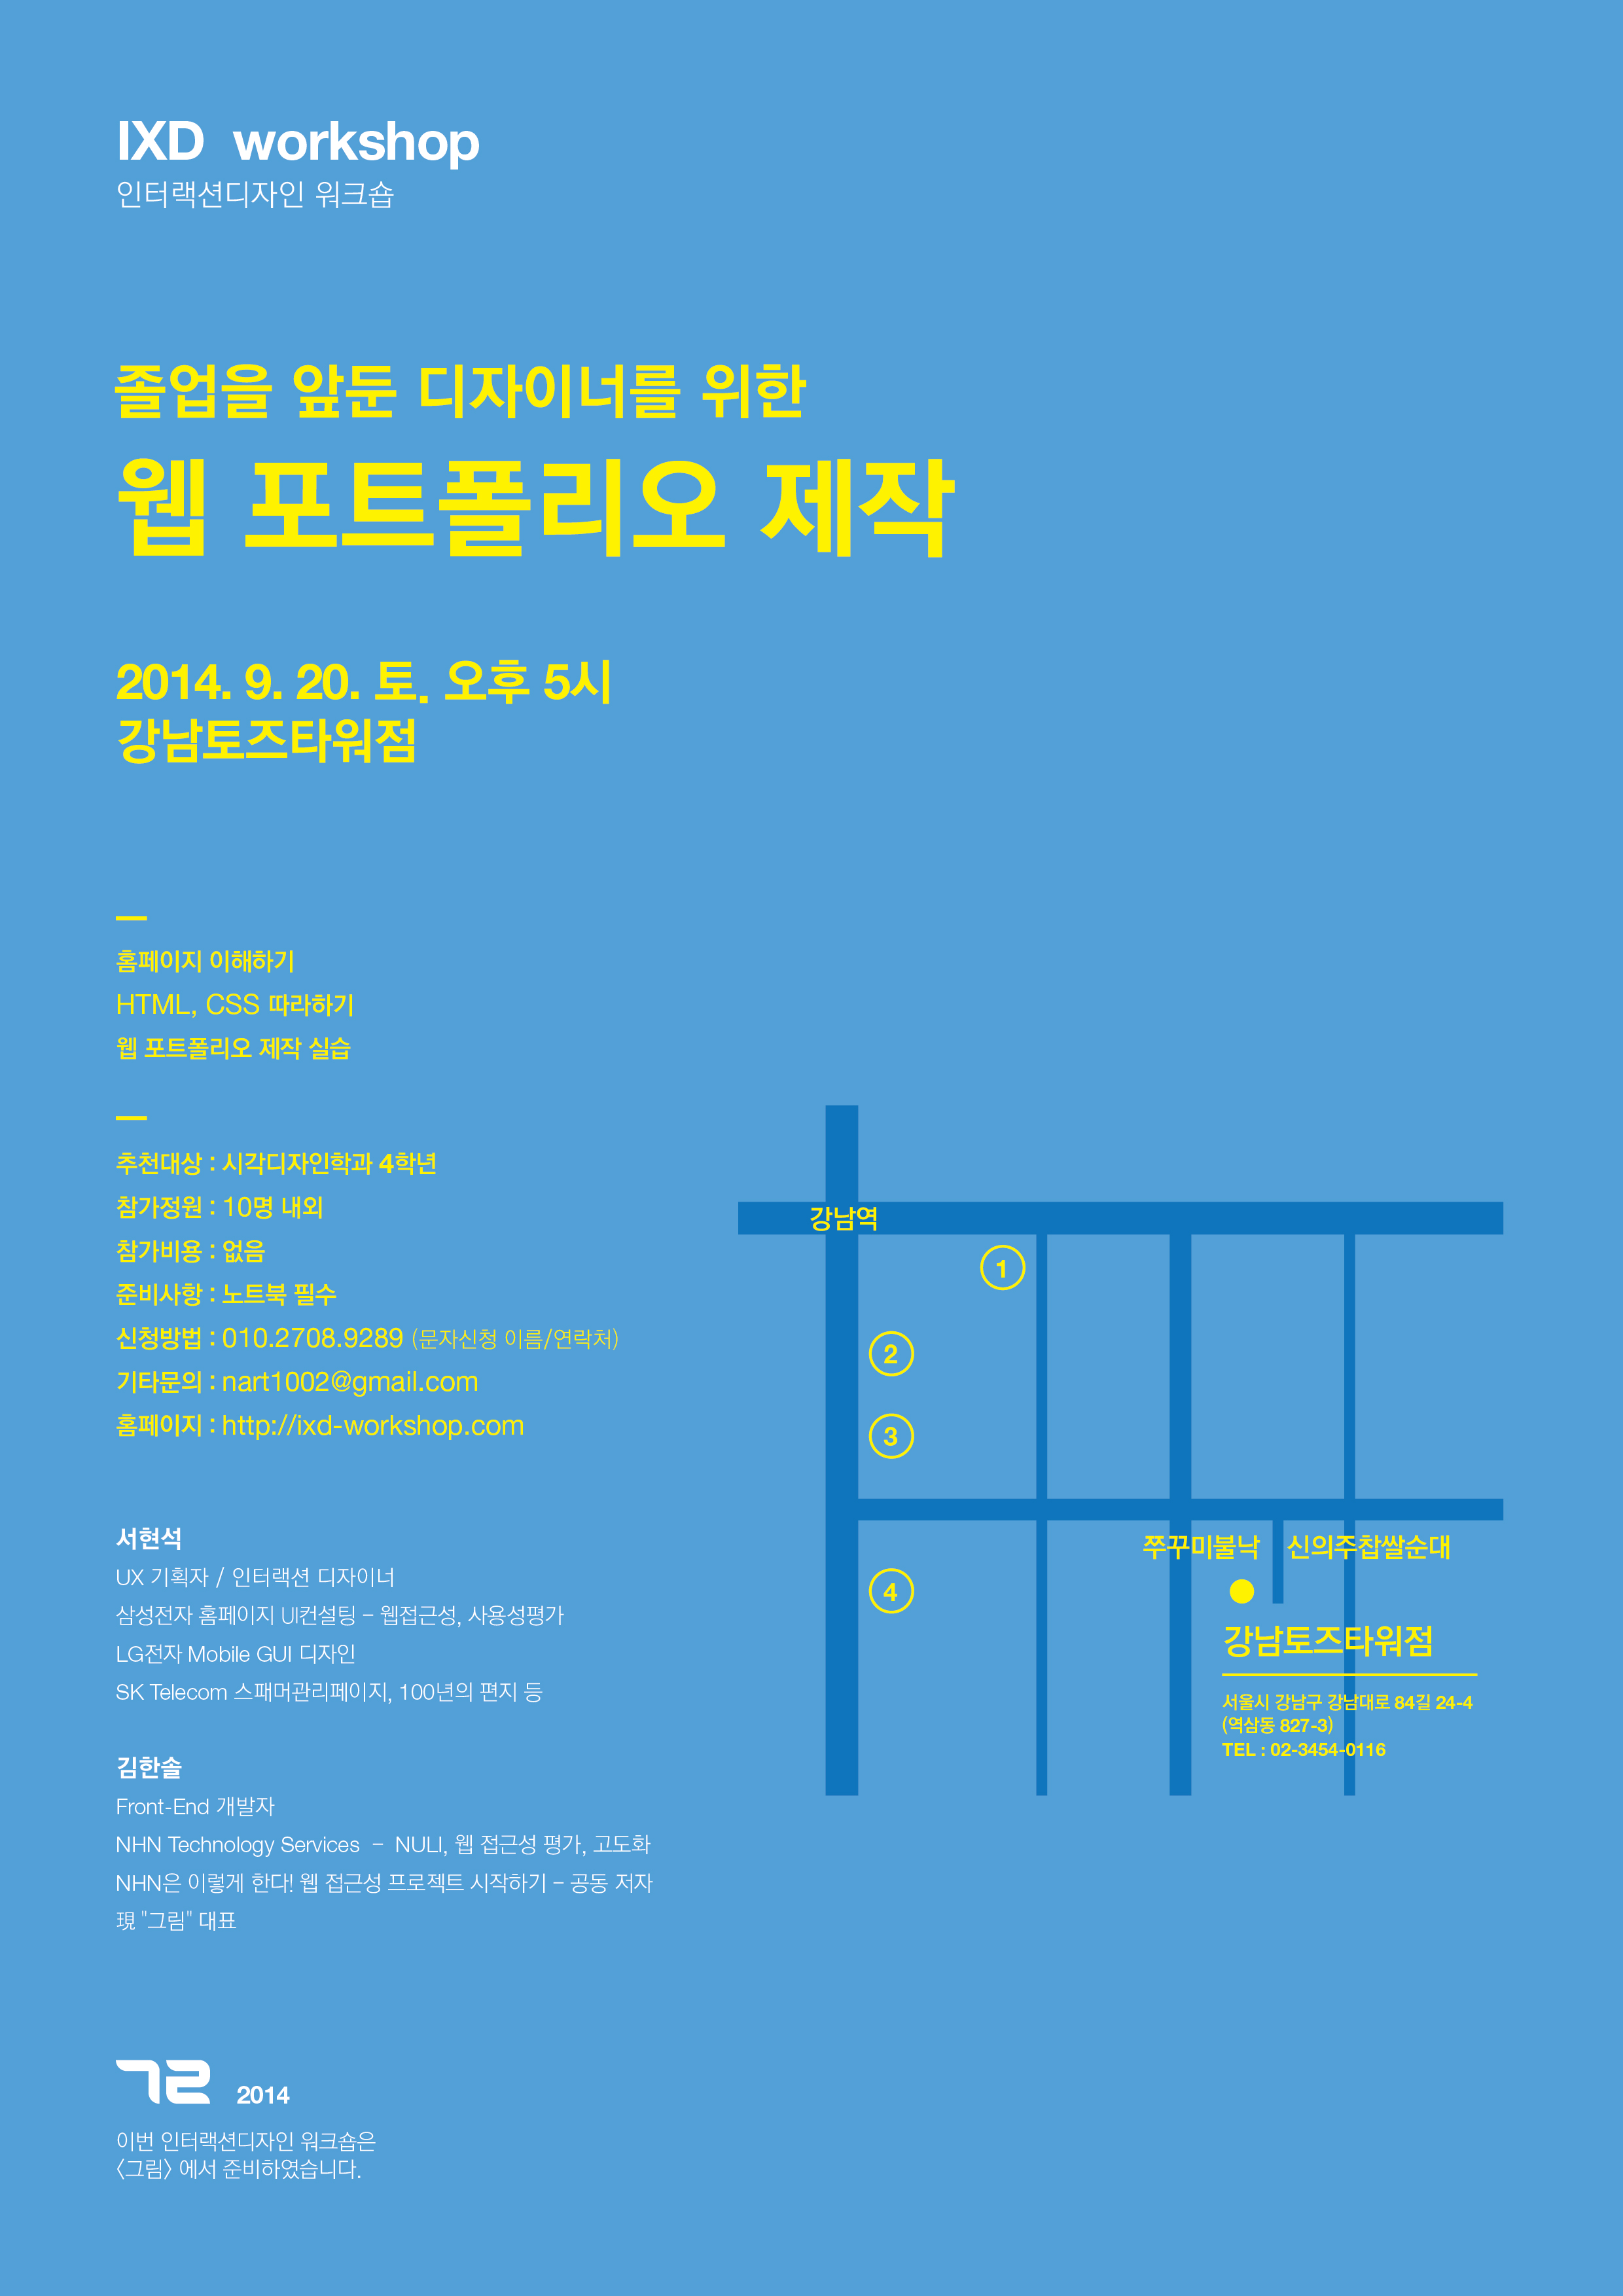 IXD workshop
인터랙션디자인 워크숍
졸업을 앞둔 디자이너를 위한
웹 포트폴리오 제작
2014. 9. 20. 토. 오후 5시
강남토즈타워점
홈페이지 이해하기
HTML, CSS 따라하기
웹 포트폴리오 제작 실습
추천대상 : 시각디자인학과 4학년
참가정원 : 10명 내외
참가비용 : 없음
준비사항 : 노트북 필수
신청방법 : 010.2708.9289 (문자신청 이름/연락처)
기타문의 : nart1002@gmail.com
홈페이지 : http://ixd-workshop.com
서현석
UX 기획자 / 인터랙션 디자이너
삼성전자 홈페이지 UI컨설팅 – 웹접근성, 사용성평가
LG전자 Mobile GUI 디자인
SK Telecom 스패머관리페이지, 100년의 편지 등
김한솔
Front-End 개발자
NHN Technology Services – NULI, 웹 접근성 평가, 고도화
NHN은 이렇게 한다! 웹 접근성 프로젝트 시작하기 – 공동 저자
現 "그림" 대표
강남역
1
2
3
4
쭈꾸미불낙 신의주찹쌀순대
강남토즈타워점
서울시 강남구 강남대로 84길 24-4
(역삼동 827-3)
TEL : 02-3454-0116
2014
이번 인터랙션디자인 워크숍은
〈그림〉 에서 준비하였습니다.